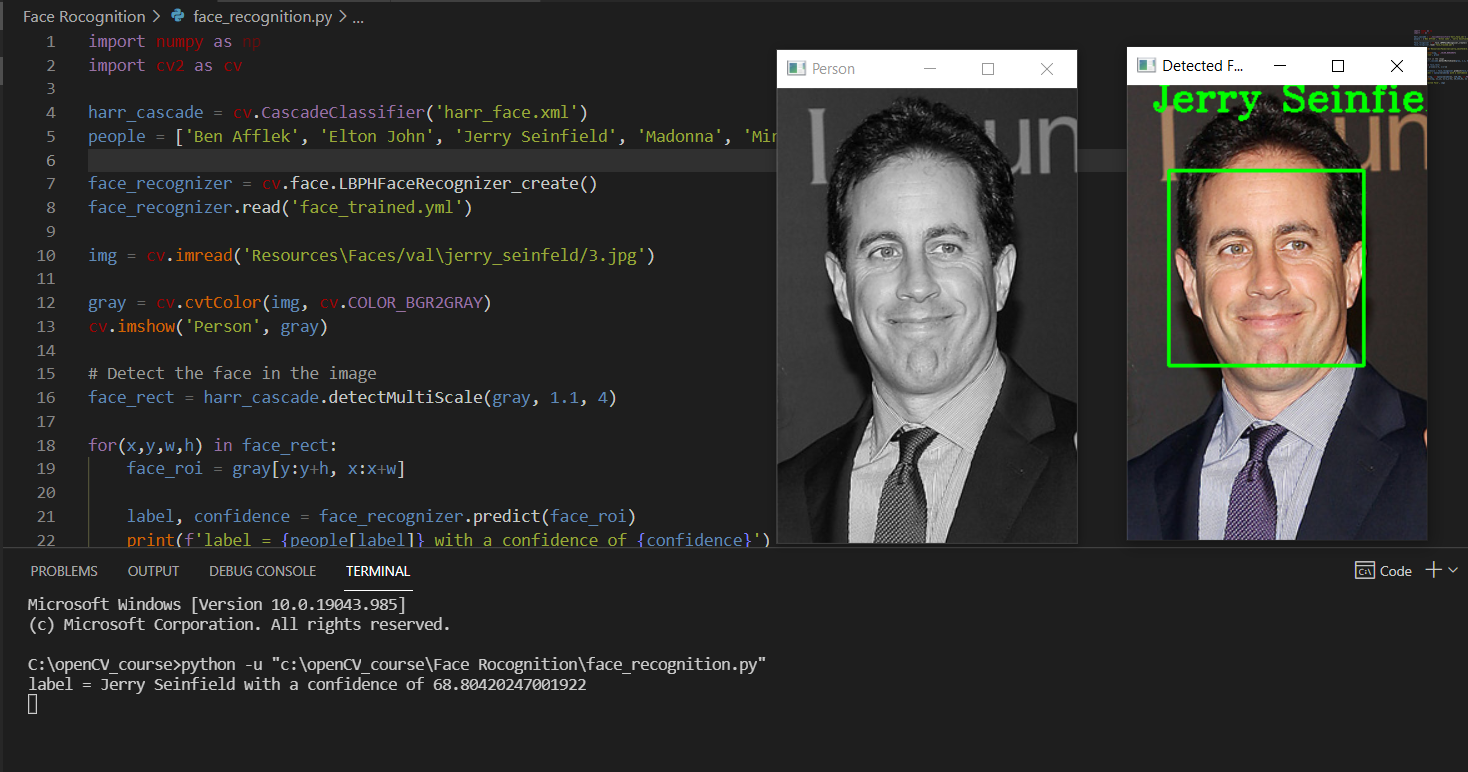 Face Rocognition > face_recognition.py > ...
1 import numpy as np
2 import cv2 as cv
3
4 harr_cascade = cv.CascadeClassifier('harr_face.xml')
5 people = ['Ben Afflek', 'Elton John', 'Jerry Seinfield', 'Madonna', 'Min
6
7 face_recognizer = cv.face.LBPHFaceRecognizer_create()
8 face_recognizer.read('face_trained.yml')
9
10 img = cv.imread('Resources\Faces/val\jerry_seinfeld/3.jpg')
11
12 gray = cv.cvtColor(img, cv.COLOR_BGR2GRAY)
13 cv.imshow('Person', gray)
14
15 # Detect the face in the image
16 face_rect = harr_cascade.detectMultiScale(gray, 1.1, 4)
17
18 for(x,y,w,h) in face_rect:
19 face_roi = gray[y:y+h, x:x+w]
20
21 label, confidence = face_recognizer.predict(face_roi)
22 print(f'label = {people[label]} with a confidence of {confidence}')
Person
un
Detected F...
Jerry Seinfie
un
PROBLEMS OUTPUT DEBUG CONSOLE TERMINAL
Code
Microsoft Windows [Version 10.0.19043.985]
(c) Microsoft Corporation. All rights reserved.
C:\openCV_course>python -u "c:\openCV_course\Face Rocognition\face_recognition.py"
label = Jerry Seinfield with a confidence of 68.80420247001922